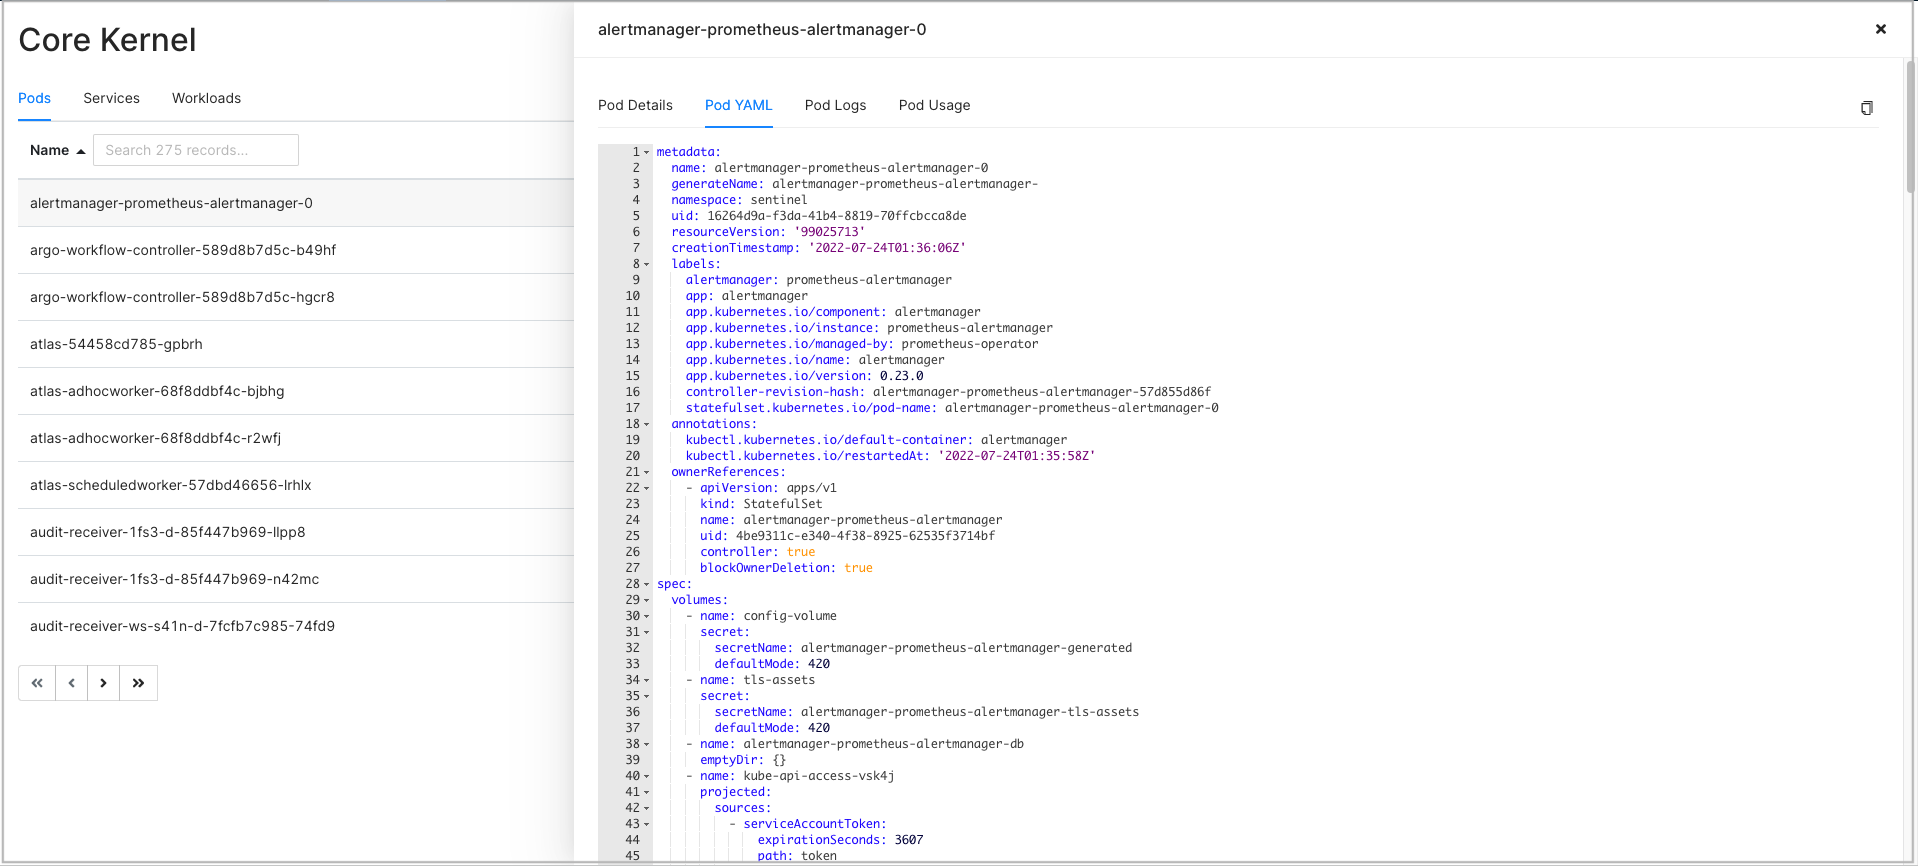 Core Kernel
Pods Services Workloads
Name Search 275 records...
alertmanager-prometheus-alertmanager-0
argo-workflow-controller-589d8b7d5c-b49hf
argo-workflow-controller-589d8b7d5c-hgcr8
atlas-54458cd785-gpbrh
atlas-adhocworker-68f8ddbf4c-bjbhg
atlas-adhocworker-68f8ddbf4c-r2wfj
atlas-scheduledworker-57dbd46656-lrhlx
audit-receiver-1fs3-d-85f447b969-llpp8
audit-receiver-1fs3-d-85f447b969-n42mc
audit-receiver-ws-s41n-d-7fcfb7c985-74fd9
alertmanager-prometheus-alertmanager-0
Pod Details Pod YAML Pod Logs Pod Usage
1 metadata:
2 name: alertmanager-prometheus-alertmanager-0
3 generateName: alertmanager-prometheus-alertmanager-
4 namespace: sentinel
5 uid: 16264d9a-f3da-41b4-8819-70ffcbcca8de
6 resourceVersion: '99025713'
7 creationTimestamp: '2022-07-24T01:36:06Z'
8 labels:
9 alertmanager: prometheus-alertmanager
10 app: alertmanager
11 app.kubernetes.io/component: alertmanager
12 app.kubernetes.io/instance: prometheus-alertmanager
13 app.kubernetes.io/managed-by: prometheus-operator
14 app.kubernetes.io/name: alertmanager
15 app.kubernetes.io/version: 0.23.0
16 controller-revision-hash: alertmanager-prometheus-alertmanager-57d855d86f
17 statefulset.kubernetes.io/pod-name: alertmanager-prometheus-alertmanager-0
18 annotations:
19 kubectl.kubernetes.io/default-container: alertmanager
20 kubectl.kubernetes.io/restartedAt: '2022-07-24T01:35:58Z'
21 ownerReferences:
22 - apiVersion: apps/v1
23 kind: StatefulSet
24 name: alertmanager-prometheus-alertmanager
25 uid: 4be9311c-e340-4f38-8925-62535f3714bf
26 controller: true
27 blockOwnerDeletion: true
28 spec:
29 volumes:
30 - name: config-volume
31 secret:
32 secretName: alertmanager-prometheus-alertmanager-generated
33 defaultMode: 420
34 - name: tls-assets
35 secret:
36 secretName: alertmanager-prometheus-alertmanager-tls-assets
37 defaultMode: 420
38 - name: alertmanager-prometheus-alertmanager-db
39 emptyDir: {}
40 - name: kube-api-access-vsk4j
41 projected:
42 sources:
43 - serviceAccountToken:
44 expirationSeconds: 3607
45 path: token